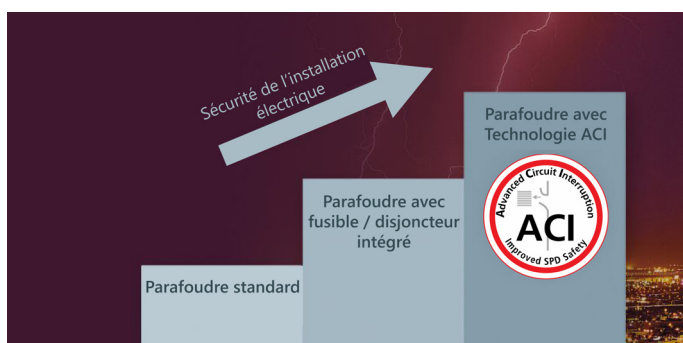 Sécurité de l'installation
électrique
Parafoudre avec
Technologie ACI
Advanced Circuit Interruption
ACI
Improved SPD Safety
Parafoudre avec
fusible / disjoncteur
intégré
Parafoudre standard